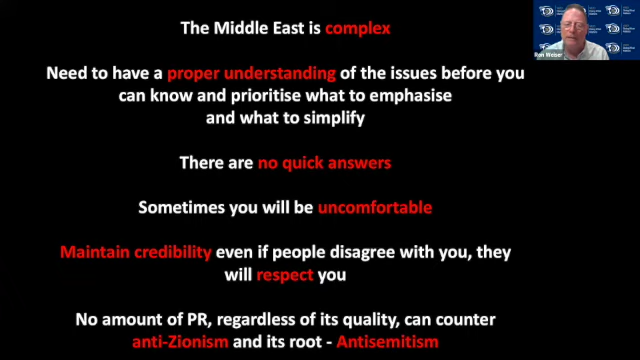 The Middle East is complex
Need to have a proper understanding of the issues before you
can know and prioritise what to emphasise
and what to simplify
There are no quick answers
Sometimes you will be uncomfortable
Maintain credibility even if people disagree with you, they
will respect you
No amount of PR, regardless of its quality, can counter
anti-Zionism and its root - Antisemitism
Ron Weiser